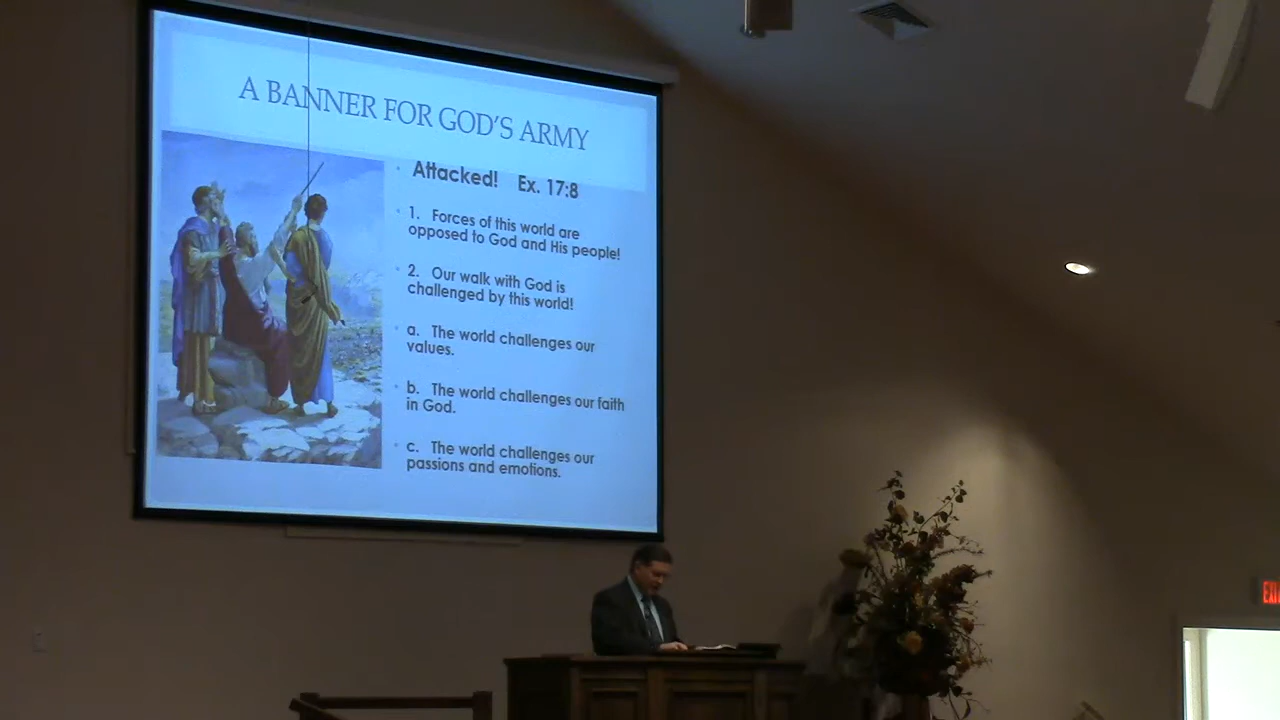 A BANNER FOR GOD'S ARMY
Attacked! Ex. 17:8
1. Forces of this world are
opposed to God and His people!
2. Our walk with God is
challenged by this world!
a. The world challenges our
values.
b. The world challenges our faith
in God.
c. The world challenges our
passions and emotions.